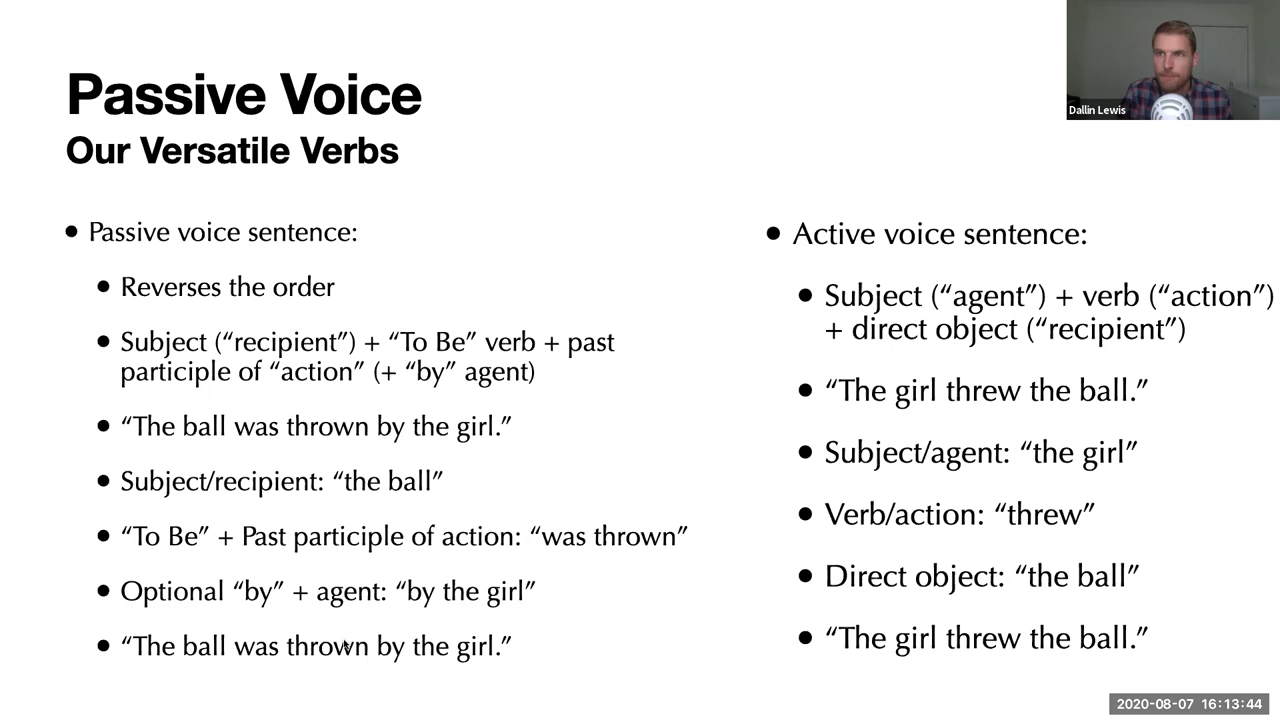 Passive Voice
Our Versatile Verbs
Dallin Lewis
• Passive voice sentence:
• Reverses the order
• Subject (“recipient”) + “To Be” verb + past
participle of “action” (+ “by” agent)
• “The ball was thrown by the girl.”
• Subject/recipient: “the ball”
• “To Be” + Past participle of action: “was thrown”
• Optional “by” + agent: “by the girl”
• “The ball was thrown by the girl.”
• Active voice sentence:
• Subject (“agent”) + verb (“action”)
+ direct object (“recipient”)
• “The girl threw the ball.”
• Subject/agent: “the girl”
• Verb/action: “threw”
• Direct object: “the ball”
• “The girl threw the ball.”
2020-08-07 16:13:44